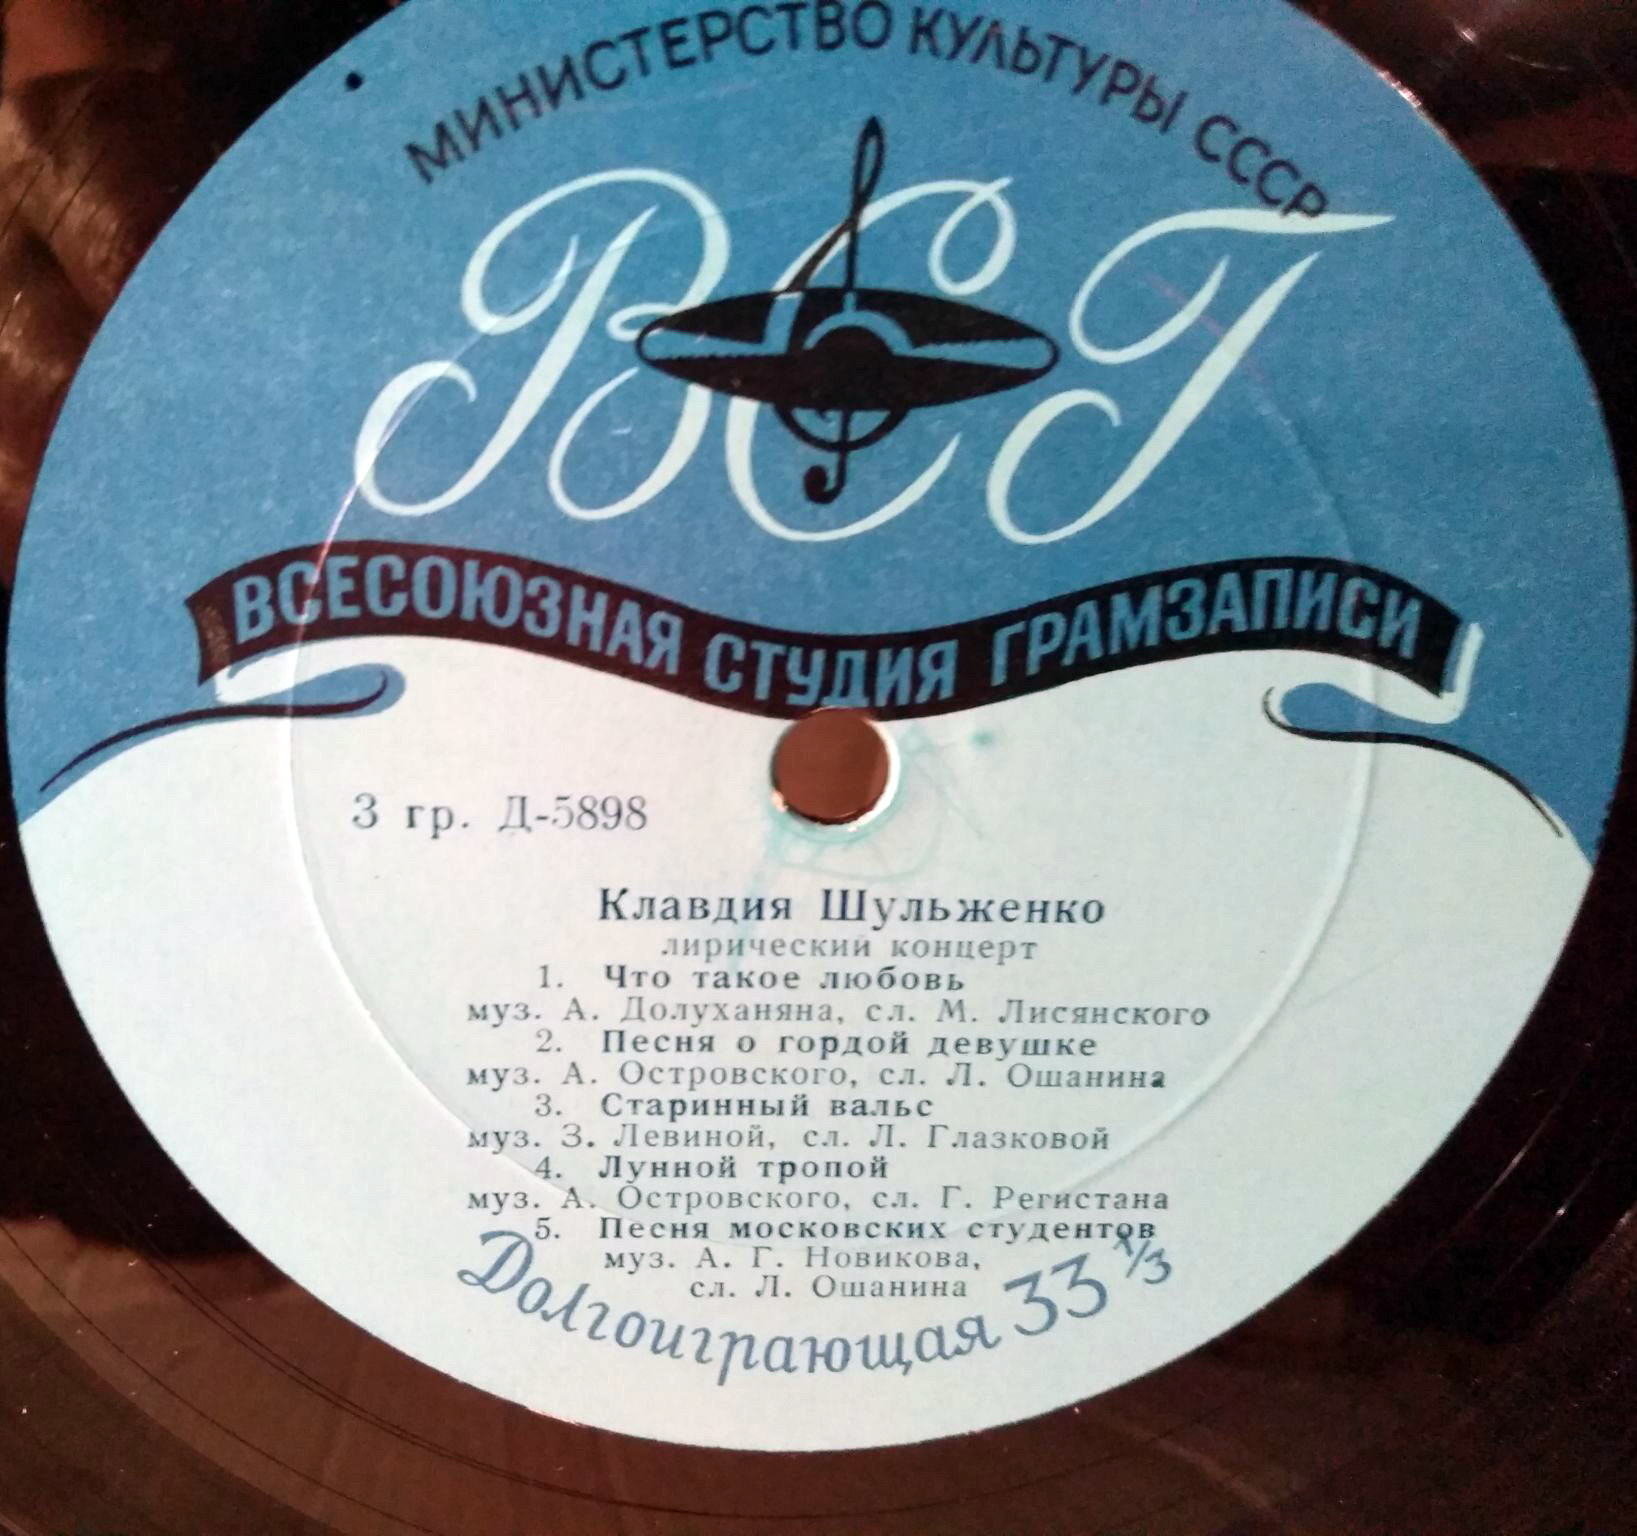 МИНИСТЕРСТВО КУЛЬТУРЫ СССР
ВСГ
ВСЕСОЮЗНАЯ СТУДИЯ ГРАМЗАПИСИ
3 гр. Д-5898
Клавдия Шульженко
лирический концерт
1. Что такое любовь
муз. А. Долуханяна, сл. М. Лисянского
2. Песня о гордой девушке
муз. А. Островского, сл. Л. Ошанина
3. Старинный вальс
муз. З. Левиной, сл. Л. Глазковой
4. Лунной тропой
муз. А. Островского, сл. Г. Регистана
5. Песня московских студентов
муз. А. Г. Новикова,
сл. Л. Ошанина
Долгоиграющая 33 1/3